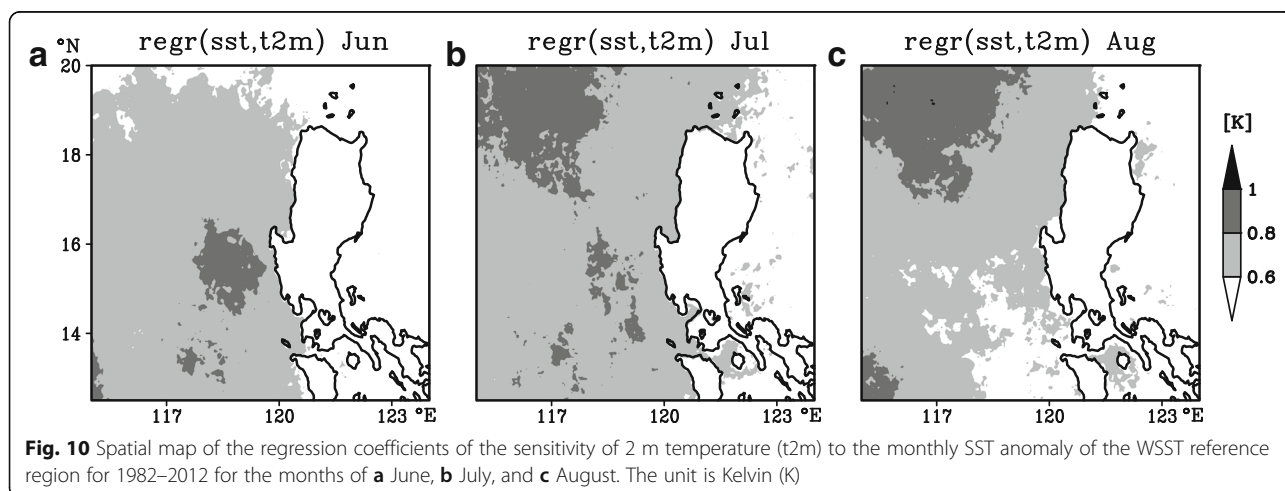 a °N regr(sst,t2m) Jun
b regr(sst,t2m) Jul
c regr(sst,t2m) Aug
20
18
16
14
117 120 123 °E
117 120 123 °E
117 120 123 °E
[K]
1
0.8
0.6
Fig. 10 Spatial map of the regression coefficients of the sensitivity of 2 m temperature (t2m) to the monthly SST anomaly of the WSST reference
region for 1982–2012 for the months of a June, b July, and c August. The unit is Kelvin (K)